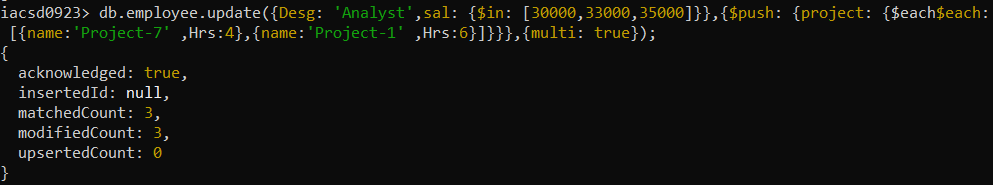 iacsd0923> db.employee.update({Desg: 'Analyst',sal: {$in: [30000,33000,35000]}},{$push: {project: {$each$each:
 [{name:'Project-7' ,Hrs:4},{name:'Project-1' ,Hrs:6}]}}},{multi: true});
{
  acknowledged: true,
  insertedId: null,
  matchedCount: 3,
  modifiedCount: 3,
  upsertedCount: 0
}